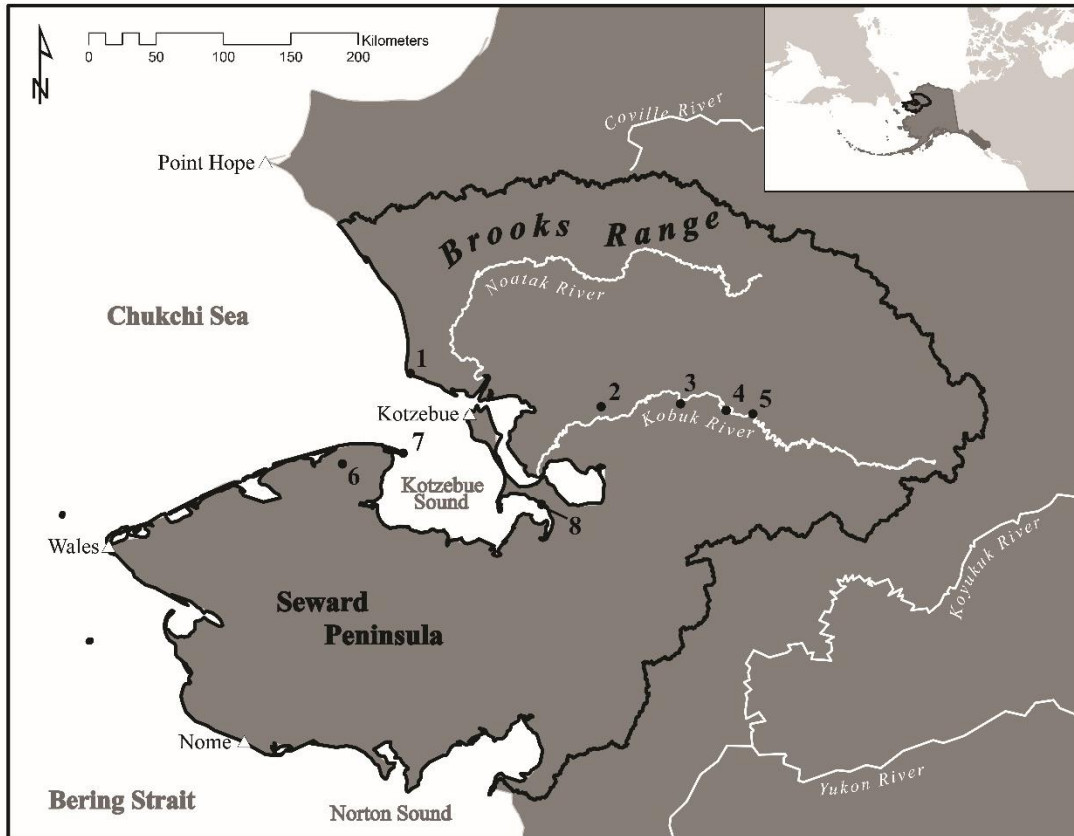 N
Kilometers
0 50 100 150 200
Coville River
Point Hope
Brooks Range
Noatak River
Chukchi Sea
1
2
3
4
5
Kotzebue
Kobuk River
7
6
Kotzebue
Sound
8
Wales
Koyukuk River
Seward
Peninsula
Nome
Yukon River
Bering Strait
Norton Sound